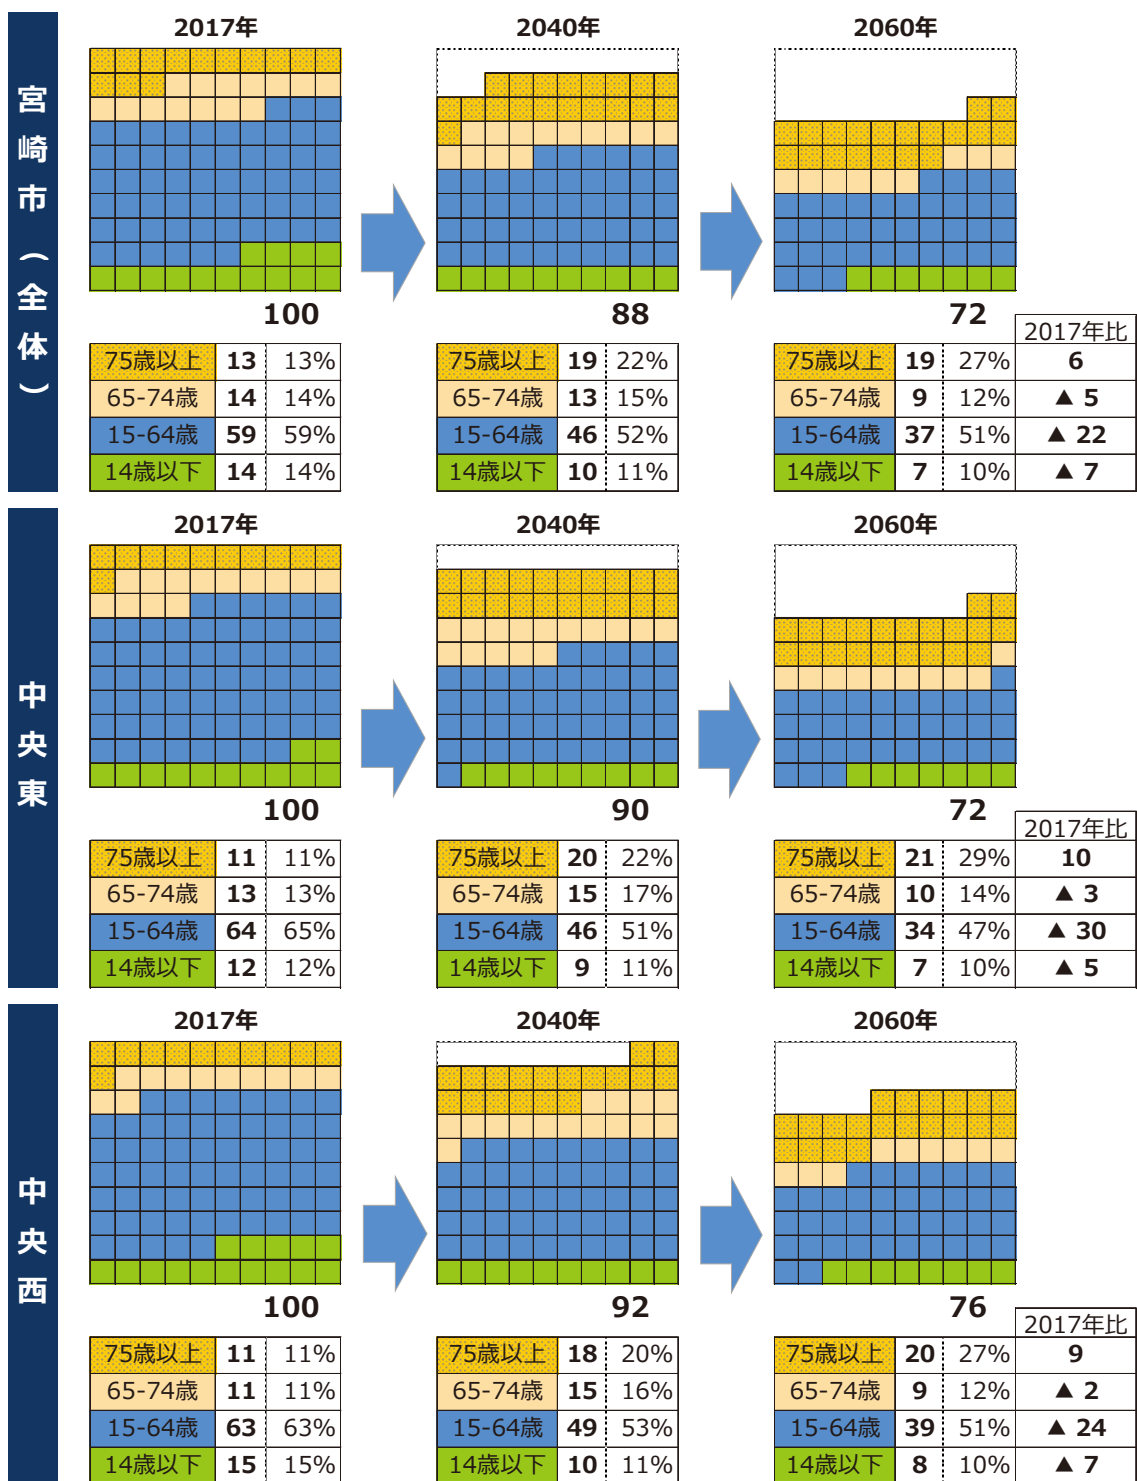 宮崎市（全体）
2017年 2040年 2060年
100 88 72
2017年比
75歳以上 13 13% 75歳以上 19 22% 75歳以上 19 27% 6
65-74歳 14 14% 65-74歳 13 15% 65-74歳 9 12% ▲ 5
15-64歳 59 59% 15-64歳 46 52% 15-64歳 37 51% ▲ 22
14歳以下 14 14% 14歳以下 10 11% 14歳以下 7 10% ▲ 7
中央東
2017年 2040年 2060年
100 90 72
2017年比
75歳以上 11 11% 75歳以上 20 22% 75歳以上 21 29% 10
65-74歳 13 13% 65-74歳 15 17% 65-74歳 10 14% ▲ 3
15-64歳 64 65% 15-64歳 46 51% 15-64歳 34 47% ▲ 30
14歳以下 12 12% 14歳以下 9 11% 14歳以下 7 10% ▲ 5
中央西
2017年 2040年 2060年
100 92 76
2017年比
75歳以上 11 11% 75歳以上 18 20% 75歳以上 20 27% 9
65-74歳 11 11% 65-74歳 15 16% 65-74歳 9 12% ▲ 2
15-64歳 63 63% 15-64歳 49 53% 15-64歳 39 51% ▲ 24
14歳以下 15 15% 14歳以下 10 11% 14歳以下 8 10% ▲ 7